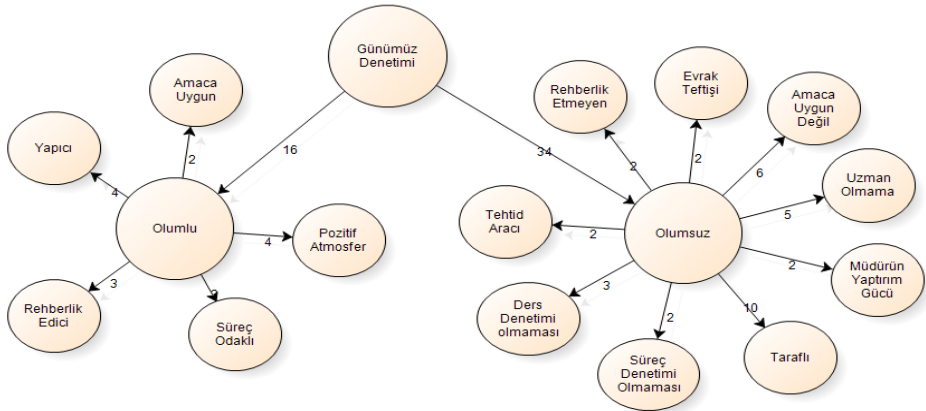 Günümüz
Denetimi
16
34
Amaca
Uygun
2
Yapıcı
4
Olumlu
4
Pozitif
Atmosfer
3
Rehberlik
Edici
Süreç
Odaklı
Rehberlik
Etmeyen
2
Evrak
Teftişi
2
Amaca
Uygun
Değil
6
Uzman
Olmama
5
Tehtid
Aracı
2
Olumsuz
2
Müdürün
Yaptırım
Gücü
3
Ders
Denetimi
olmaması
2
Süreç
Denetimi
Olmaması
10
Taraflı